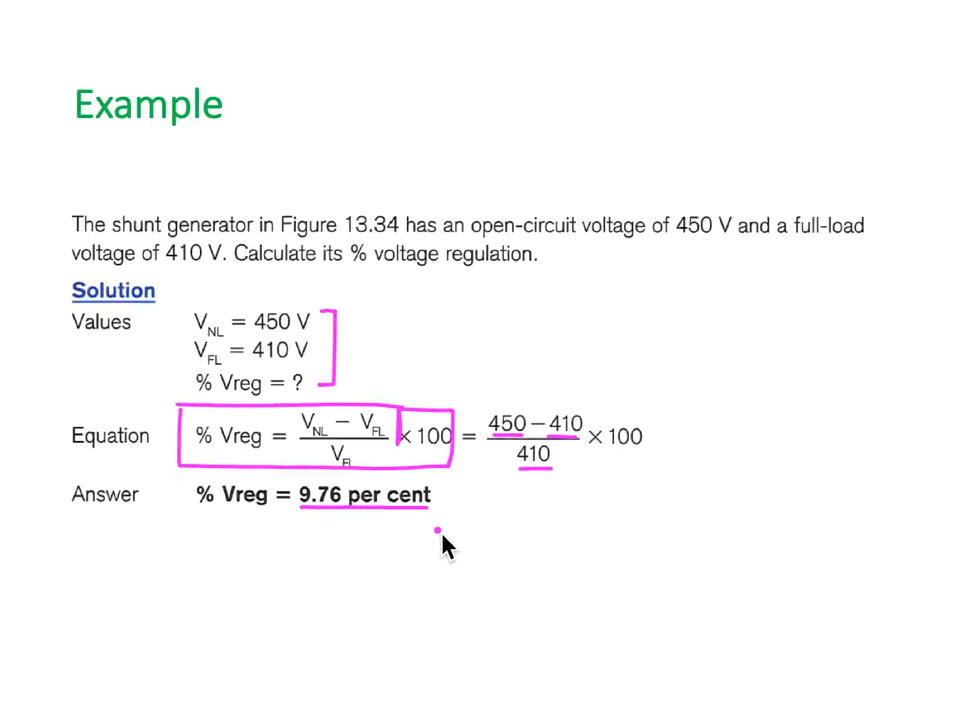 Example
The shunt generator in Figure 13.34 has an open-circuit voltage of 450 V and a full-load
voltage of 410 V. Calculate its % voltage regulation.
Solution
Values V_NL = 450 V
V_FL = 410 V
% Vreg = ?
Equation % Vreg = (V_NL − V_FL) / V_FL × 100 = (450 − 410) / 410 × 100
Answer % Vreg = 9.76 per cent